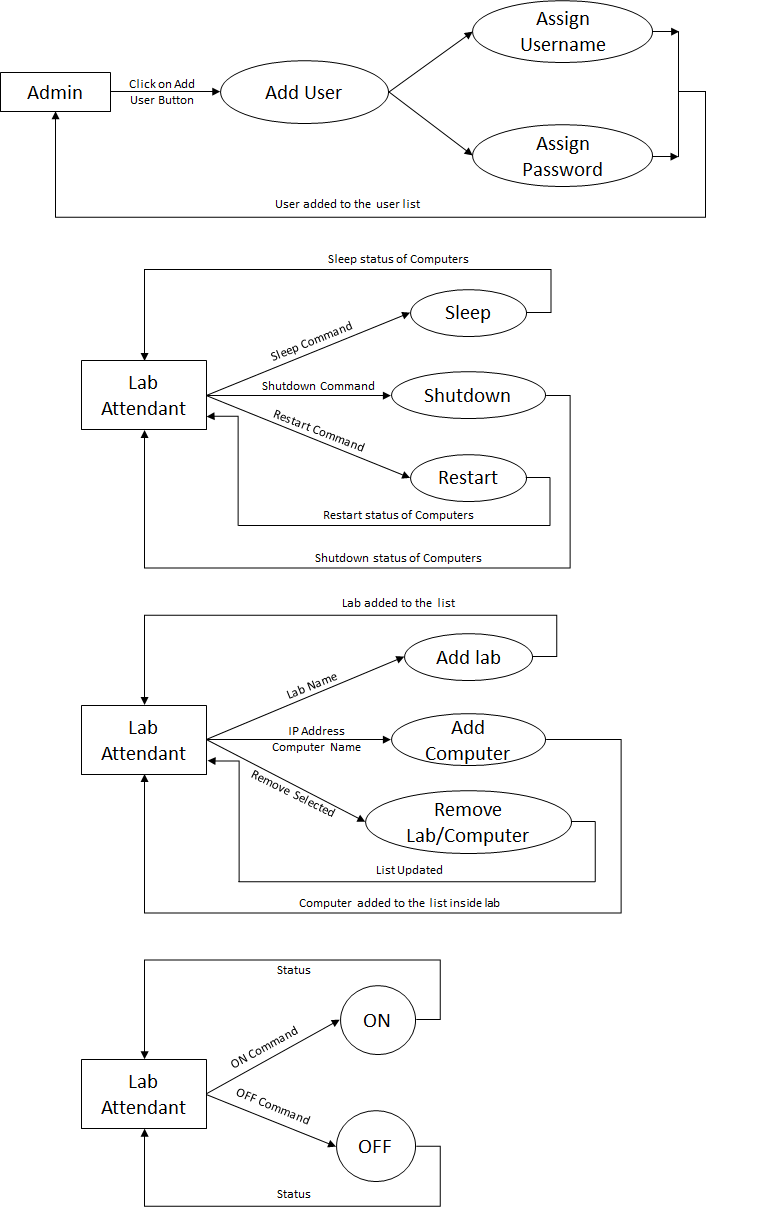 Assign
Username
Admin
Click on Add
User Button
Add User
Assign
Password
User added to the user list
Sleep status of Computers
Sleep
Sleep Command
Lab
Attendant
Shutdown Command
Shutdown
Restart Command
Restart
Restart status of Computers
Shutdown status of Computers
Lab added to the list
Add lab
Lab Name
Lab
Attendant
IP Address
Computer Name
Add
Computer
Remove Selected
Remove
Lab/Computer
List Updated
Computer added to the list inside lab
Status
ON
ON Command
Lab
Attendant
OFF Command
OFF
Status